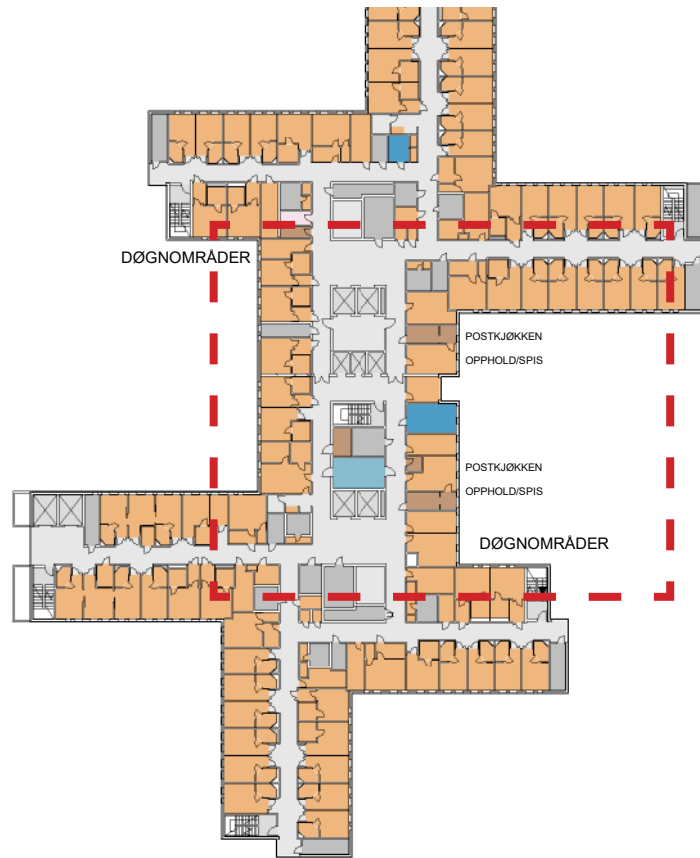 DØGNOMRÅDER
POSTKJØKKEN
OPPHOLD/SPIS
POSTKJØKKEN
OPPHOLD/SPIS
DØGNOMRÅDER